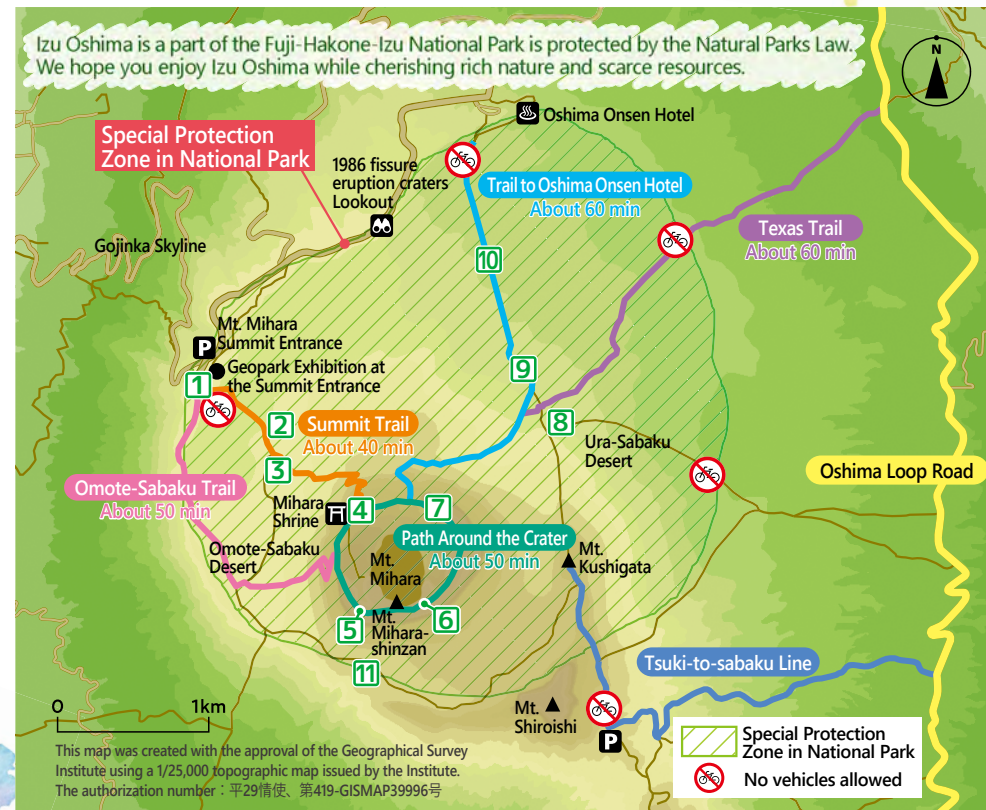 Izu Oshima is a part of the Fuji-Hakone-Izu National Park is protected by the Natural Parks Law.
We hope you enjoy Izu Oshima while cherishing rich nature and scarce resources.
N
Oshima Onsen Hotel
Special Protection
Zone in National Park
1986 fissure
eruption craters
Lookout
Trail to Oshima Onsen Hotel
About 60 min
Texas Trail
About 60 min
Gojinka Skyline
10
P
Mt. Mihara
Summit Entrance
Geopark Exhibition at
the Summit Entrance
1
9
2
Summit Trail
About 40 min
8
Ura-Sabaku
Desert
3
Oshima Loop Road
Omote-Sabaku Trail
About 50 min
Mihara
Shrine
4
7
Path Around the Crater
About 50 min
Omote-Sabaku
Desert
Mt.
Mihara
Mt.
Kushigata
5
6
Mt.
Mihara-
shinzan
11
Tsuki-to-sabaku Line
Mt.
Shiroishi
P
0 1km
This map was created with the approval of the Geographical Survey
Institute using a 1/25,000 topographic map issued by the Institute.
The authorization number：平29情使、第419-GISMAP39996号
Special Protection
Zone in National Park
No vehicles allowed